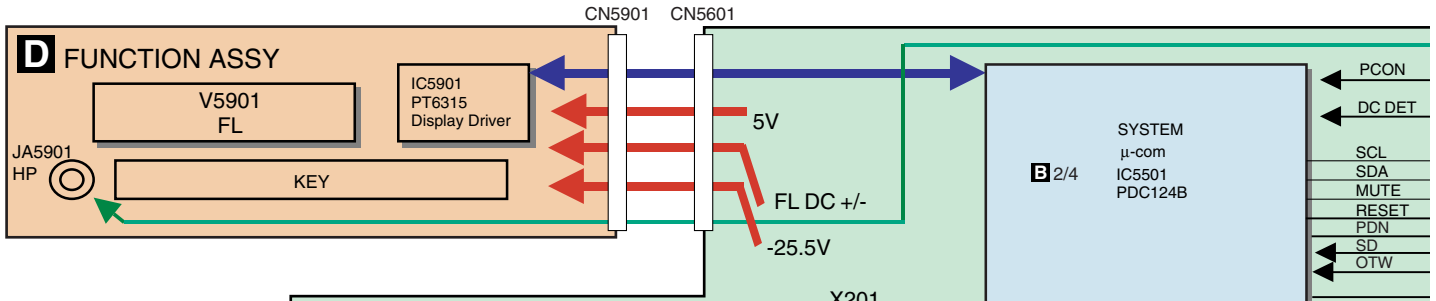 CN5901
CN5601
D FUNCTION ASSY
V5901
FL
IC5901
PT6315
Display Driver
JA5901
HP
KEY
5V
FL DC +/-
-25.5V
B 2/4
SYSTEM
μ-com
IC5501
PDC124B
PCON
DC DET
SCL
SDA
MUTE
RESET
PDN
SD
OTW
X201